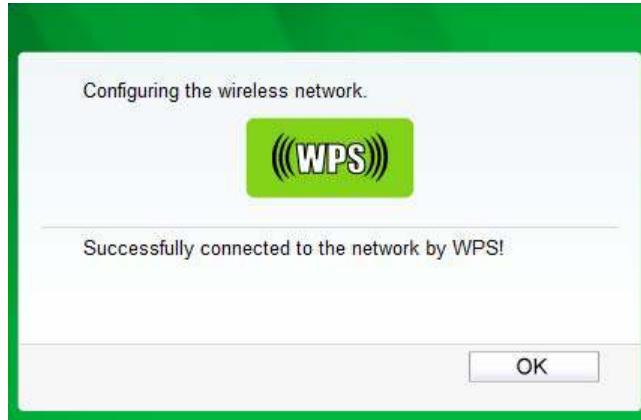 Configuring the wireless network.
(((WPS)))
Successfully connected to the network by WPS!
OK